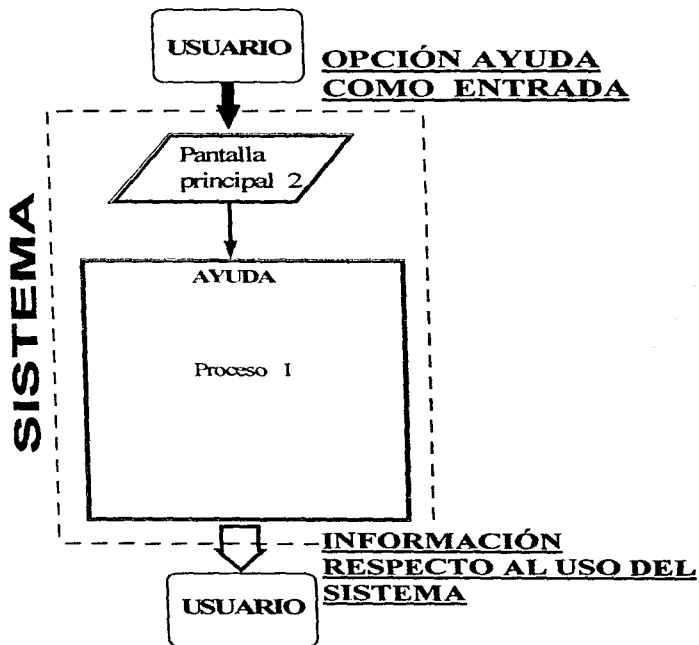 USUARIO
OPCIÓN AYUDA
COMO ENTRADA
Pantalla
principal 2
SISTEMA
AYUDA
Proceso I
INFORMACIÓN
RESPECTO AL USO DEL
SISTEMA
USUARIO